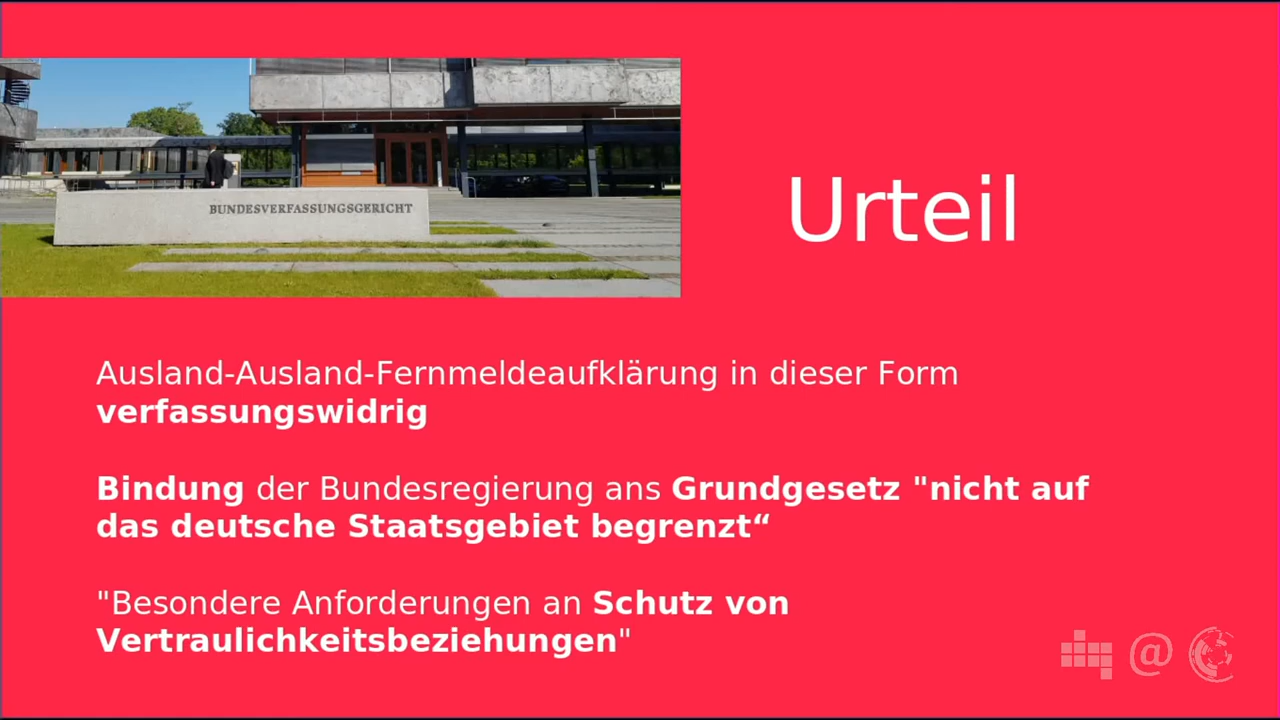 BUNDESVERFASSUNGSGERICHT
Urteil
Ausland-Ausland-Fernmeldeaufklärung in dieser Form
verfassungswidrig
Bindung der Bundesregierung ans Grundgesetz "nicht auf
das deutsche Staatsgebiet begrenzt“
"Besondere Anforderungen an Schutz von
Vertraulichkeitsbeziehungen"
@